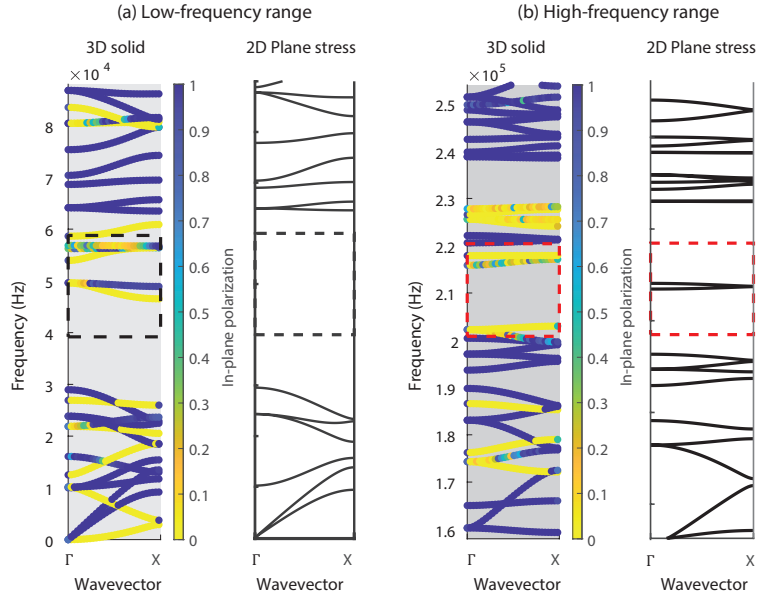 (a) Low-frequency range
(b) High-frequency range
3D solid
2D Plane stress
3D solid
2D Plane stress
×10 4
×10 5
Frequency (Hz)
8
7
6
5
4
3
2
1
0
Γ
X
Wavevector
1
0.9
0.8
0.7
0.6
0.5
0.4
0.3
0.2
0.1
0
In-plane polarization
Γ
X
Wavevector
Frequency (Hz)
2.5
2.4
2.3
2.2
2.1
2
1.9
1.8
1.7
1.6
Γ
X
Wavevector
1
0.9
0.8
0.7
0.6
0.5
0.4
0.3
0.2
0.1
0
In-plane polarization
Γ
X
Wavevector